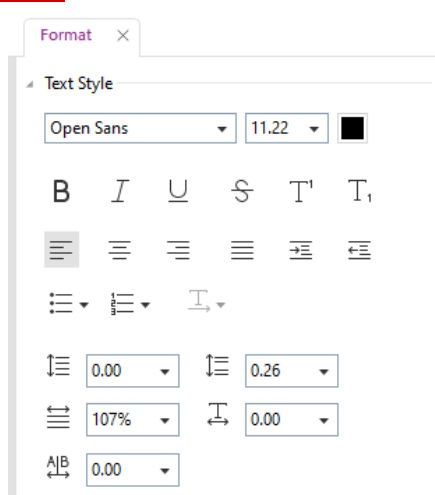 Format
Text Style
Open Sans 11.22
B I U S T' T,
0.00 0.26
107% T 0.00
A|B 0.00